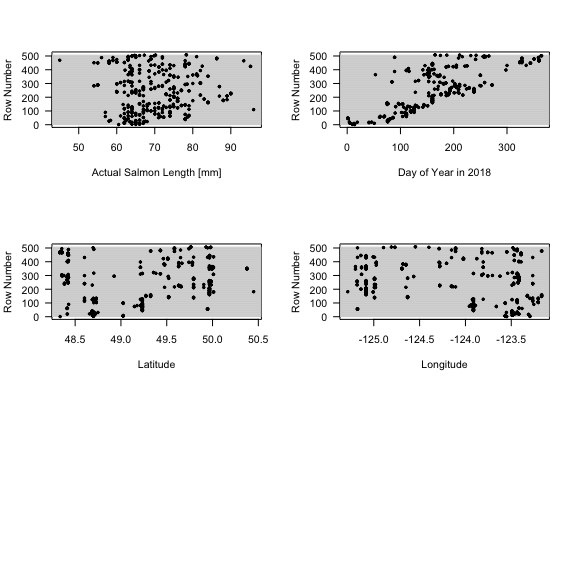 Row Number
500
400
300
200
100
0
50 60 70 80 90
Actual Salmon Length [mm]
Row Number
500
400
300
200
100
0
0 100 200 300
Day of Year in 2018
Row Number
500
400
300
200
100
0
48.5 49.0 49.5 50.0 50.5
Latitude
Row Number
500
400
300
200
100
0
-125.0 -124.5 -124.0 -123.5
Longitude